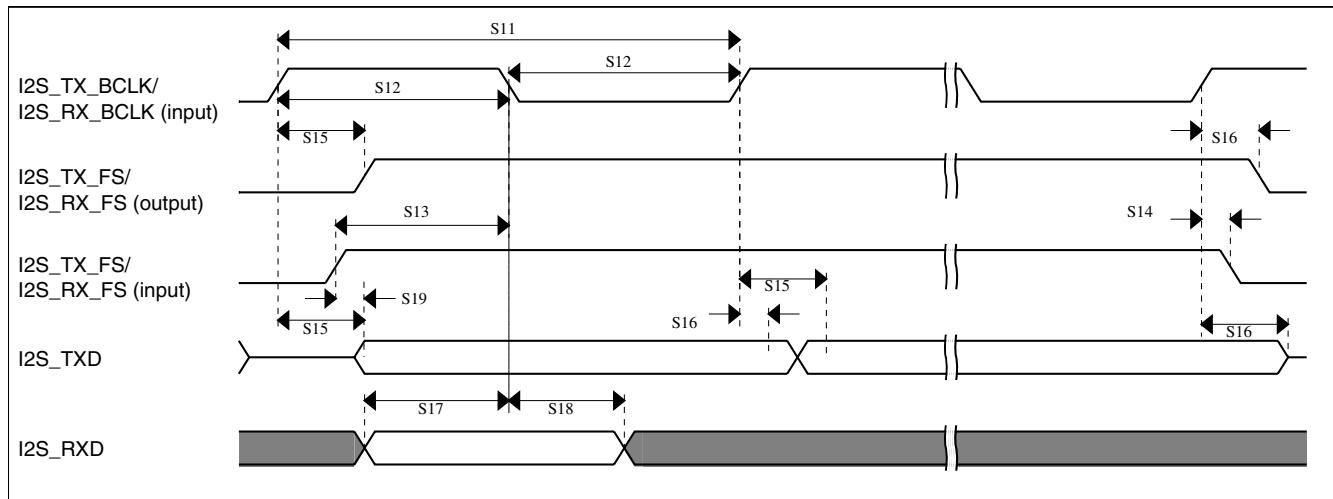 S11
I2S_TX_BCLK/
I2S_RX_BCLK (input)
S12
S12
S15
S16
I2S_TX_FS/
I2S_RX_FS (output)
S13
S14
I2S_TX_FS/
I2S_RX_FS (input)
S15
S19
S16
S15
S16
I2S_TXD
S17
S18
I2S_RXD